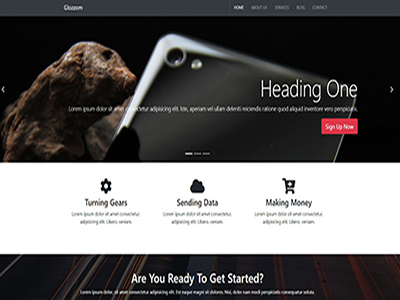 Glozzom
HOME ABOUT US SERVICES BLOG CONTACT
Heading One
Lorem ipsum dolor sit amet consectetur, adipisicing elit. Iste, aperiam vel ullam deleniti reiciendis ratione quod aliquid inventore vero perspiciatis.
Sign Up Now
Turning Gears
Lorem ipsum dolor sit amet consectetur,
adipisicing elit. Libero, veniam.
Sending Data
Lorem ipsum dolor sit amet consectetur,
adipisicing elit. Libero, veniam.
Making Money
Lorem ipsum dolor sit amet consectetur,
adipisicing elit. Libero, veniam.
Are You Ready To Get Started?
Lorem ipsum dolor sit amet consectetur adipisicing elit. Est eaque magni sit dolores. Nisi, dolor nam modi perspiciatis consequatur soluta.